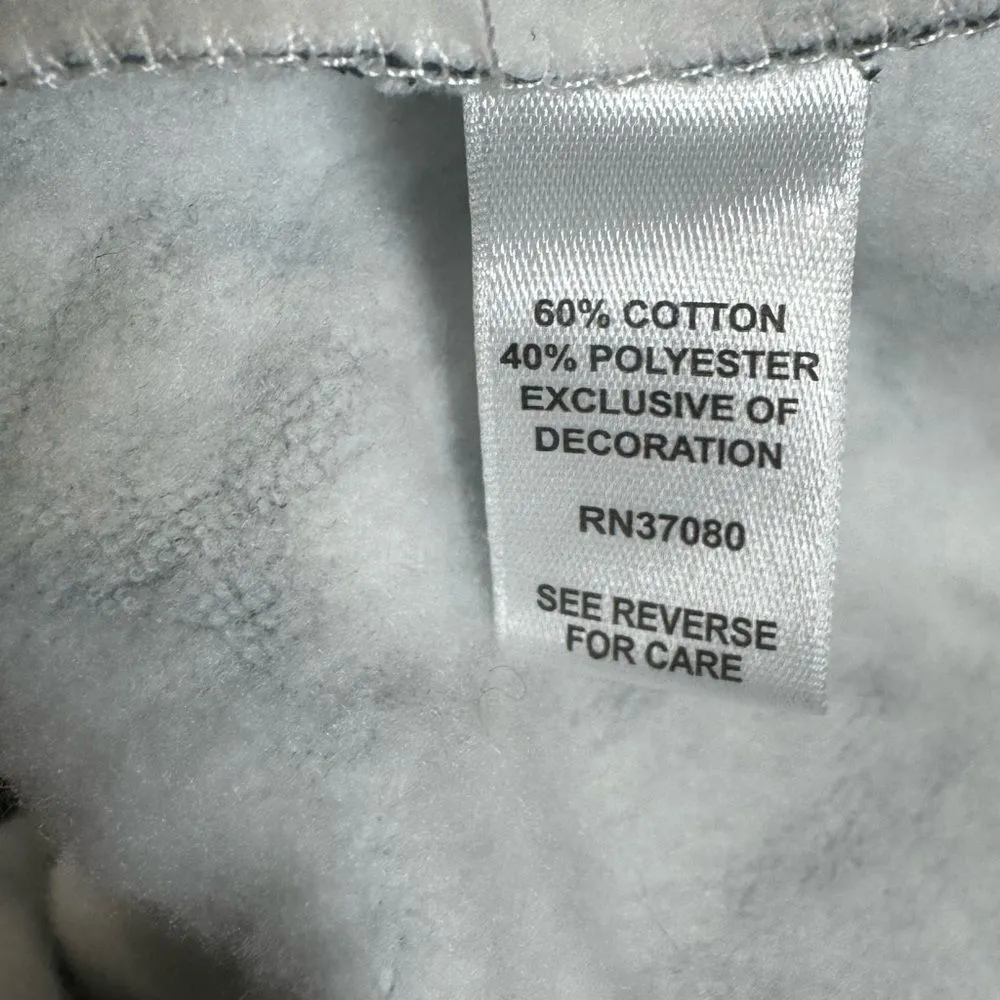 60% COTTON
40% POLYESTER
EXCLUSIVE OF
DECORATION
RN37080
SEE REVERSE
FOR CARE